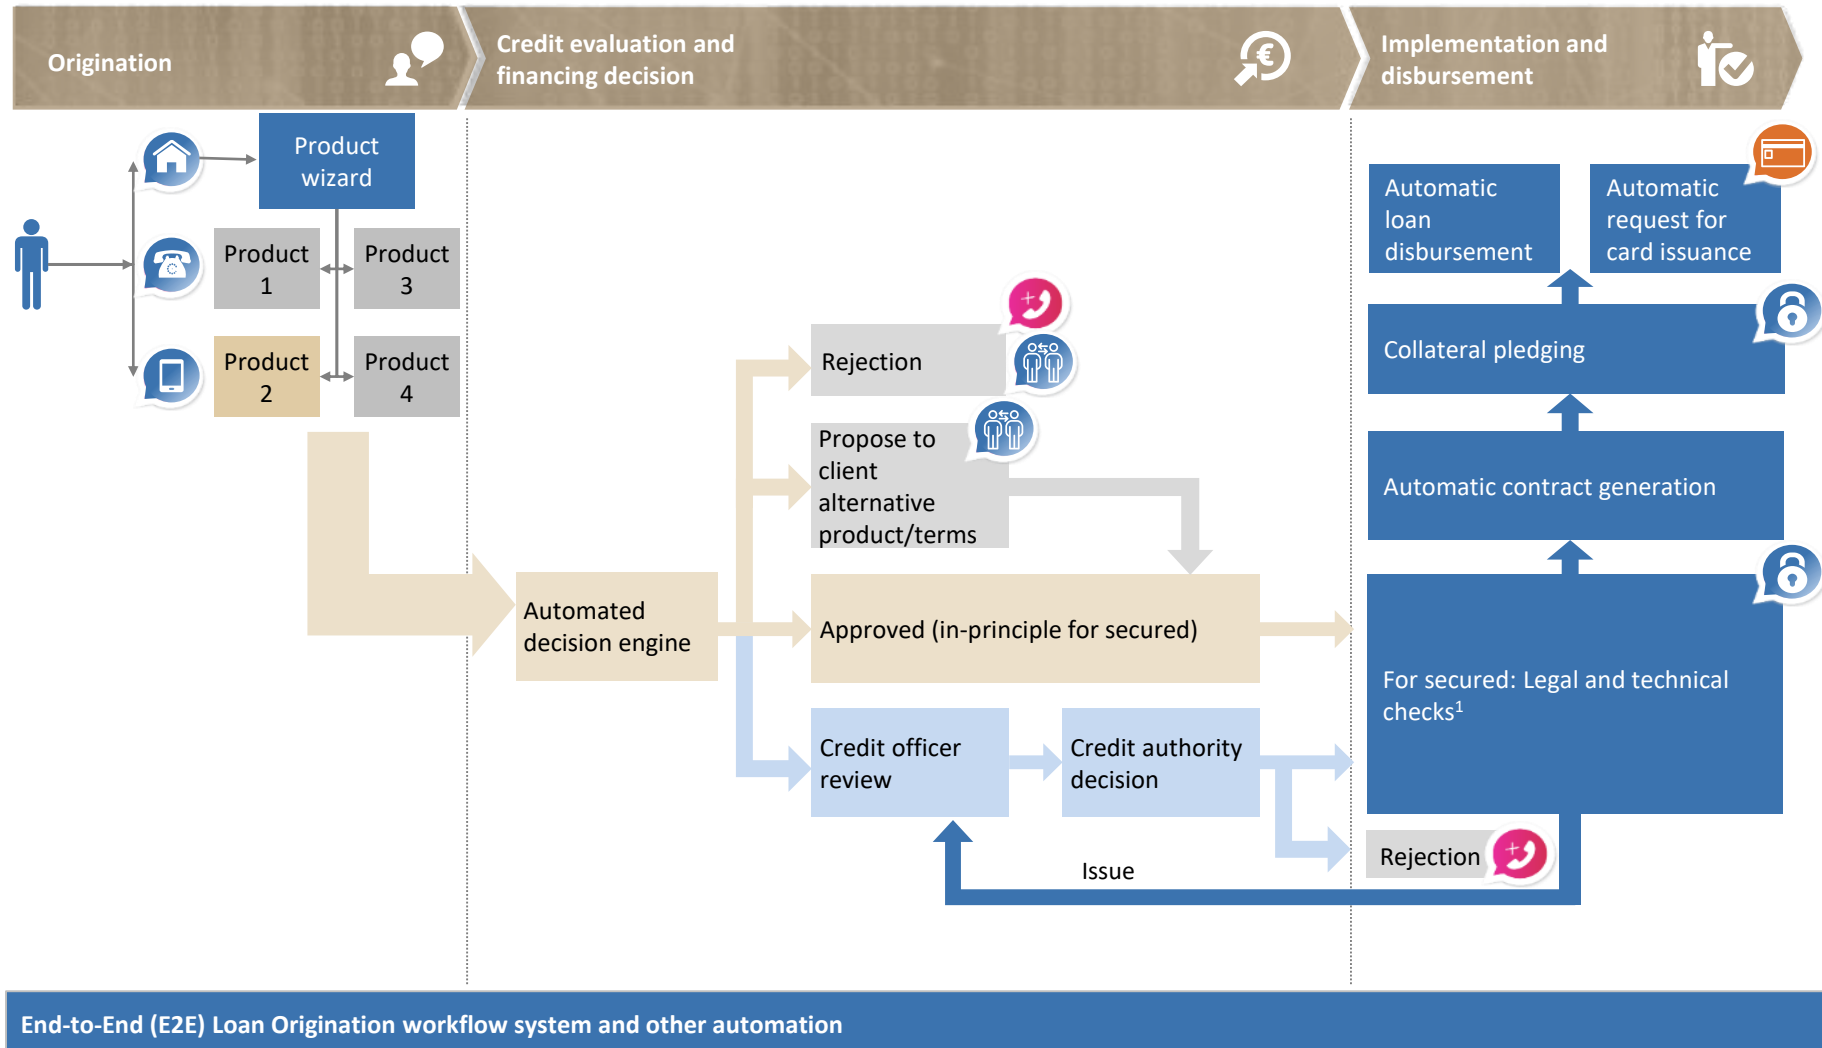 Origination
Credit evaluation and
financing decision
Implementation and
disbursement
Product
wizard
Product
1
Product
3
Product
2
Product
4
Automated
decision engine
Rejection
Propose to
client
alternative
product/terms
Approved (in-principle for secured)
Credit officer
review
Credit authority
decision
Issue
Automatic
loan
disbursement
Automatic
request for
card issuance
Collateral pledging
Automatic contract generation
For secured: Legal and technical
checks¹
Rejection
End-to-End (E2E) Loan Origination workflow system and other automation